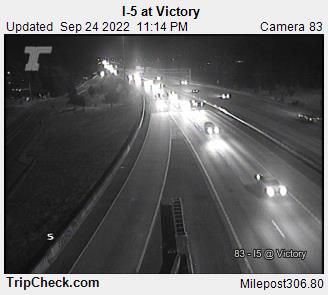 I-5 at Victory
Updated Sep 24 2022 11:14 PM Camera 83
T
S
83 - I5 @ Victory
TripCheck.com Milepost306.80